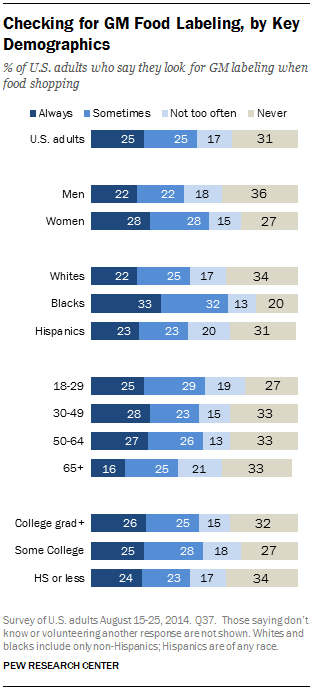 Checking for GM Food Labeling, by Key
Demographics
% of U.S. adults who say they look for GM labeling when
food shopping
Always Sometimes Not too often Never
U.S. adults 25 25 17 31
Men 22 22 18 36
Women 28 28 15 27
Whites 22 25 17 34
Blacks 33 32 13 20
Hispanics 23 23 20 31
18-29 25 29 19 27
30-49 28 23 15 33
50-64 27 26 13 33
65+ 16 25 21 33
College grad+ 26 25 15 32
Some College 25 28 18 27
HS or less 24 23 17 34
Survey of U.S. adults August 15-25, 2014. Q37. Those saying don't
know or volunteering another response are not shown. Whites and
blacks include only non-Hispanics; Hispanics are of any race.
PEW RESEARCH CENTER